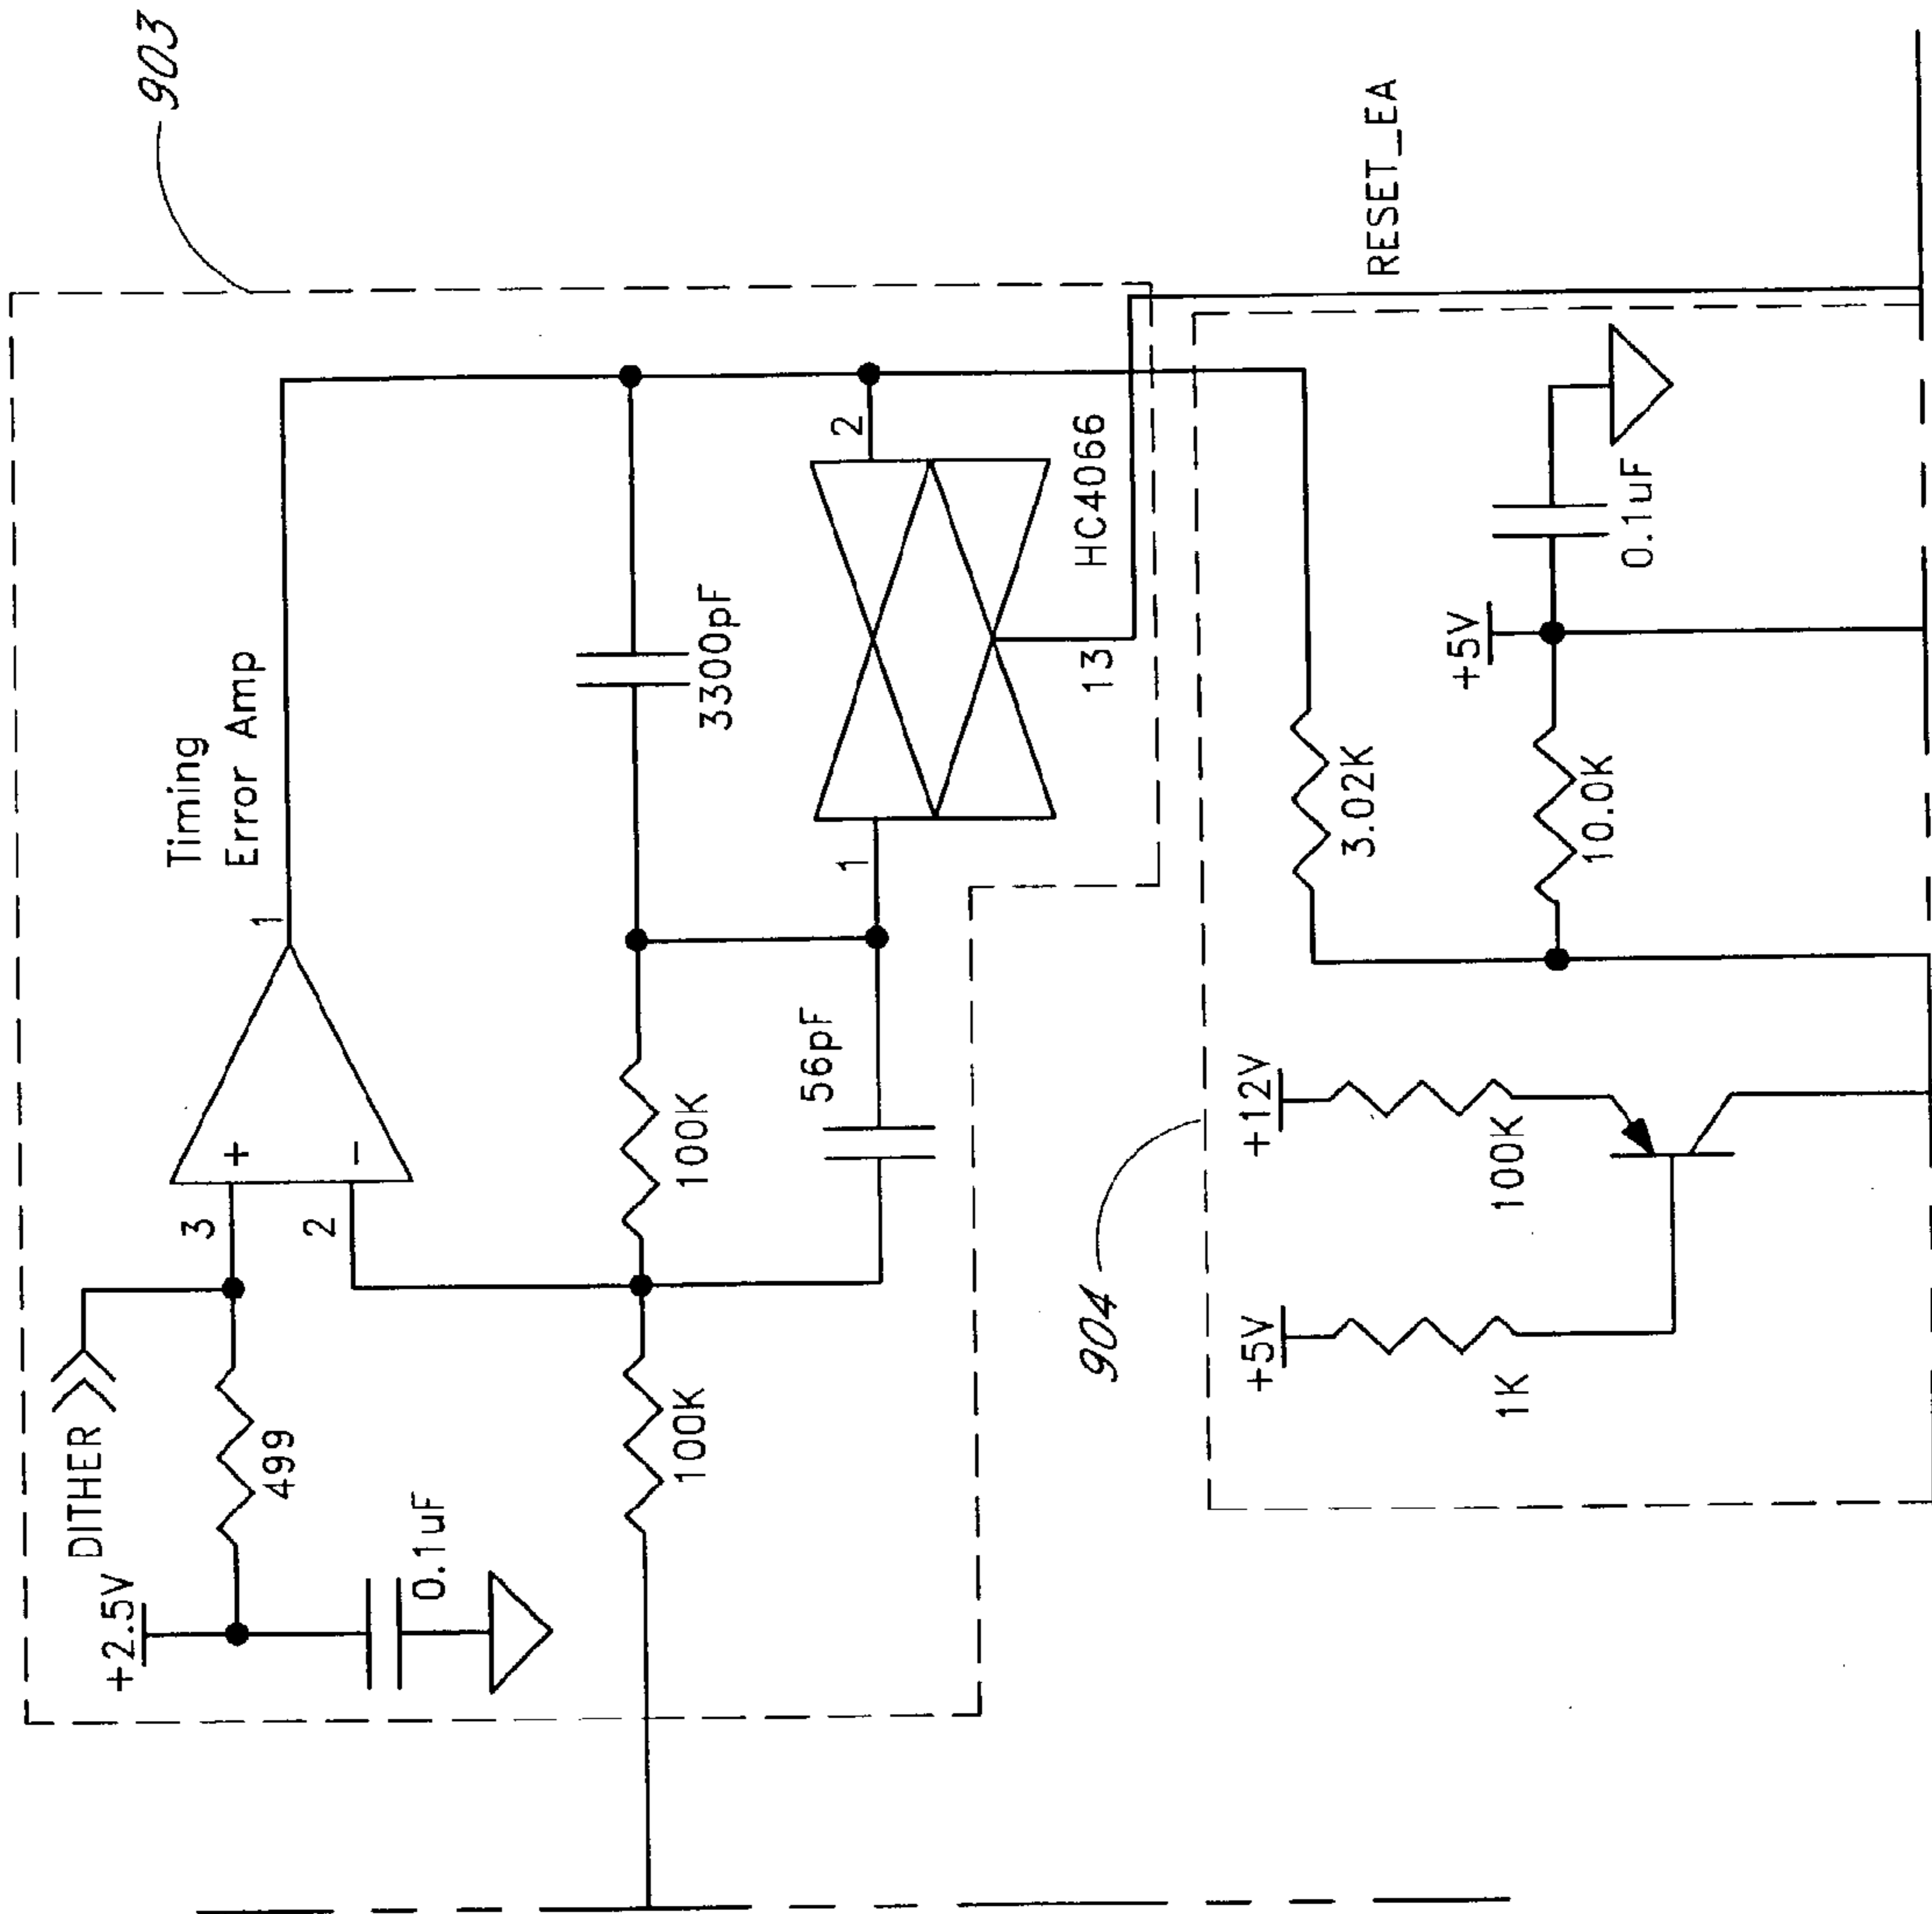 903
Timing
Error Amp
1
DITHER
3
+
2
−
499
+2.5V
0.1uF
100K
100K
3300pF
56pF
1
2
13
HC4066
RESET_EA
904
3.02K
+12V
100K
+5V
1K
+5V
10.0K
0.1uF